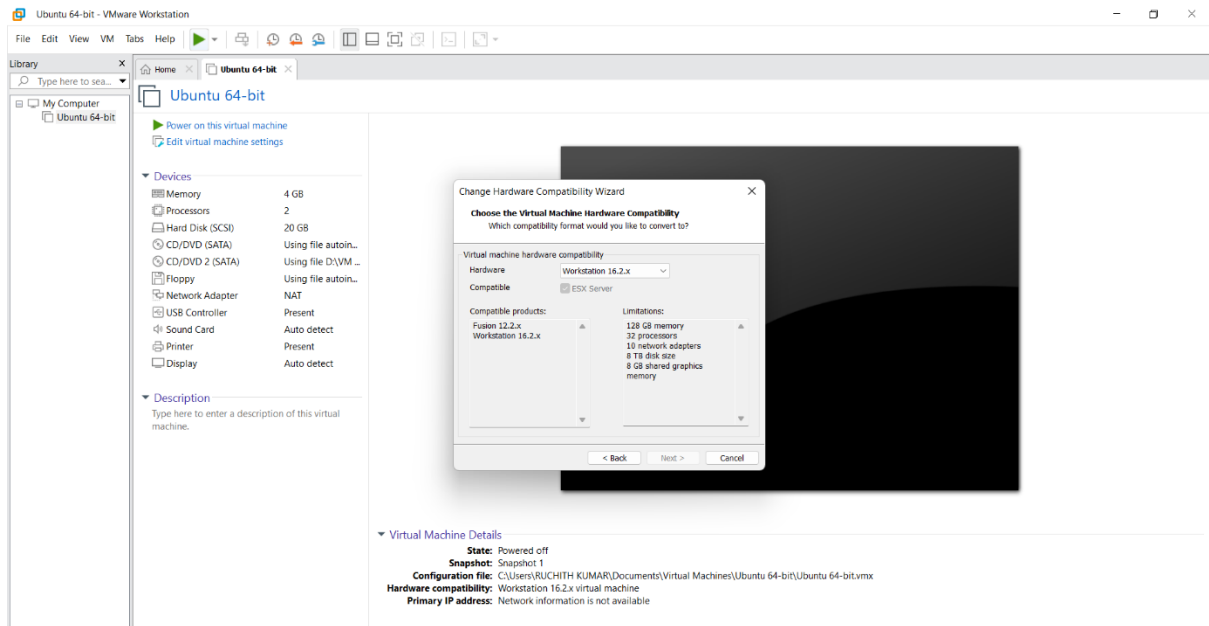 Ubuntu 64-bit - VMware Workstation
File Edit View VM Tabs Help
Library X
Type here to sea...
My Computer
Ubuntu 64-bit
Home Ubuntu 64-bit
Ubuntu 64-bit
Power on this virtual machine
Edit virtual machine settings
Devices
Memory 4 GB
Processors 2
Hard Disk (SCSI) 20 GB
CD/DVD (SATA) Using file autoin...
CD/DVD 2 (SATA) Using file D:\VM ...
Floppy Using file autoin...
Network Adapter NAT
USB Controller Present
Sound Card Auto detect
Printer Present
Display Auto detect
Description
Type here to enter a description of this virtual
machine.
Change Hardware Compatibility Wizard
Choose the Virtual Machine Hardware Compatibility
Which compatibility format would you like to convert to?
Virtual machine hardware compatibility
Hardware Workstation 16.2.x
Compatible ESX Server
Compatible products: Limitations:
Fusion 12.2.x 128 GB memory
Workstation 16.2.x 32 processors
10 network adapters
8 TB disk size
8 GB shared graphics
memory
< Back Next > Cancel
Virtual Machine Details
State: Powered off
Snapshot: Snapshot 1
Configuration file: C:\Users\RUCHITH KUMAR\Documents\Virtual Machines\Ubuntu 64-bit\Ubuntu 64-bit.vmx
Hardware compatibility: Workstation 16.2.x virtual machine
Primary IP address: Network information is not available